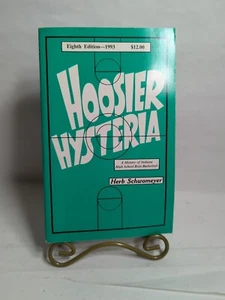 Eighth Edition—1993 $12.00
HOOSIER
HYSTERIA
A History of Indiana
High School Boys Basketball
Herb Schwomeyer